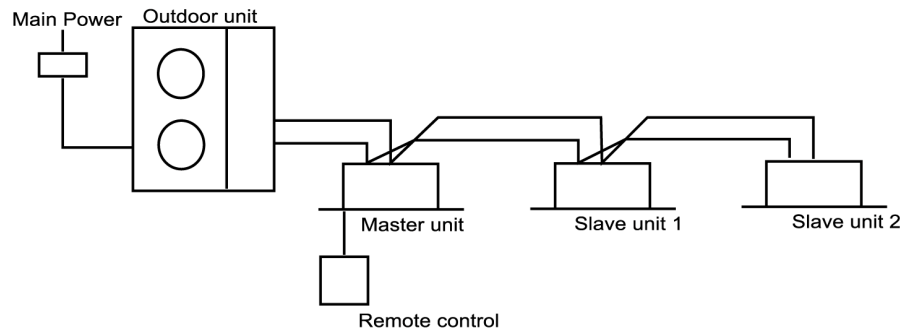 Main Power
Outdoor unit
Master unit
Slave unit 1
Slave unit 2
Remote control